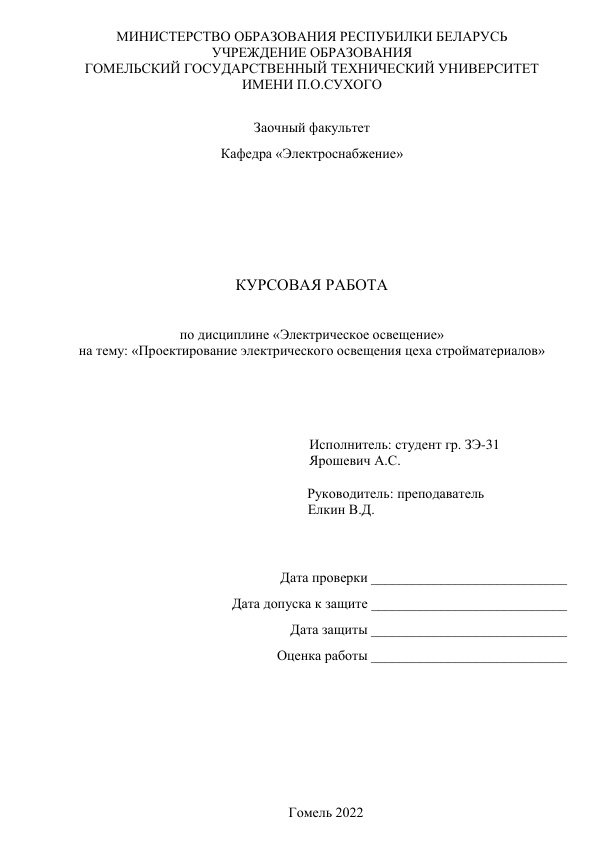 МИНИСТЕРСТВО ОБРАЗОВАНИЯ РЕСПУБИЛКИ БЕЛАРУСЬ
УЧРЕЖДЕНИЕ ОБРАЗОВАНИЯ
ГОМЕЛЬСКИЙ ГОСУДАРСТВЕННЫЙ ТЕХНИЧЕСКИЙ УНИВЕРСИТЕТ
ИМЕНИ П.О.СУХОГО
Заочный факультет
Кафедра «Электроснабжение»
КУРСОВАЯ РАБОТА
по дисциплине «Электрическое освещение»
на тему: «Проектирование электрического освещения цеха стройматериалов»
Исполнитель: студент гр. ЗЭ-31
Ярошевич А.С.
Руководитель: преподаватель
Елкин В.Д.
Дата проверки ____________________________
Дата допуска к защите ____________________________
Дата защиты ____________________________
Оценка работы ____________________________
Гомель 2022